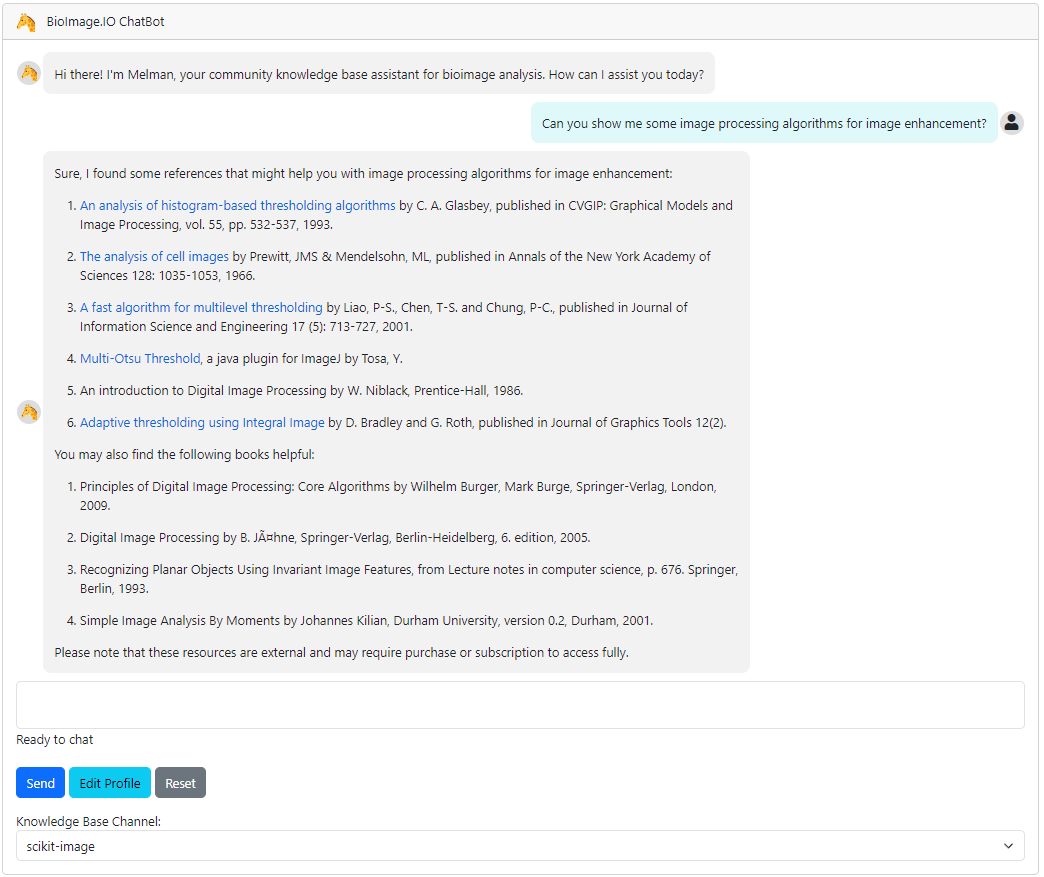 BioImage.IO ChatBot
Hi there! I'm Melman, your community knowledge base assistant for bioimage analysis. How can I assist you today?
Can you show me some image processing algorithms for image enhancement?
Sure, I found some references that might help you with image processing algorithms for image enhancement:
1. An analysis of histogram-based thresholding algorithms by C. A. Glasbey, published in CVGIP: Graphical Models and
Image Processing, vol. 55, pp. 532-537, 1993.
2. The analysis of cell images by Prewitt, JMS & Mendelsohn, ML, published in Annals of the New York Academy of
Sciences 128: 1035-1053, 1966.
3. A fast algorithm for multilevel thresholding by Liao, P-S., Chen, T-S. and Chung, P-C., published in Journal of
Information Science and Engineering 17 (5): 713-727, 2001.
4. Multi-Otsu Threshold, a java plugin for ImageJ by Tosa, Y.
5. An introduction to Digital Image Processing by W. Niblack, Prentice-Hall, 1986.
6. Adaptive thresholding using Integral Image by D. Bradley and G. Roth, published in Journal of Graphics Tools 12(2).
You may also find the following books helpful:
1. Principles of Digital Image Processing: Core Algorithms by Wilhelm Burger, Mark Burge, Springer-Verlag, London,
2009.
2. Digital Image Processing by B. JÃ¤hne, Springer-Verlag, Berlin-Heidelberg, 6. edition, 2005.
3. Recognizing Planar Objects Using Invariant Image Features, from Lecture notes in computer science, p. 676. Springer,
Berlin, 1993.
4. Simple Image Analysis By Moments by Johannes Kilian, Durham University, version 0.2, Durham, 2001.
Please note that these resources are external and may require purchase or subscription to access fully.
Ready to chat
Send Edit Profile Reset
Knowledge Base Channel:
scikit-image